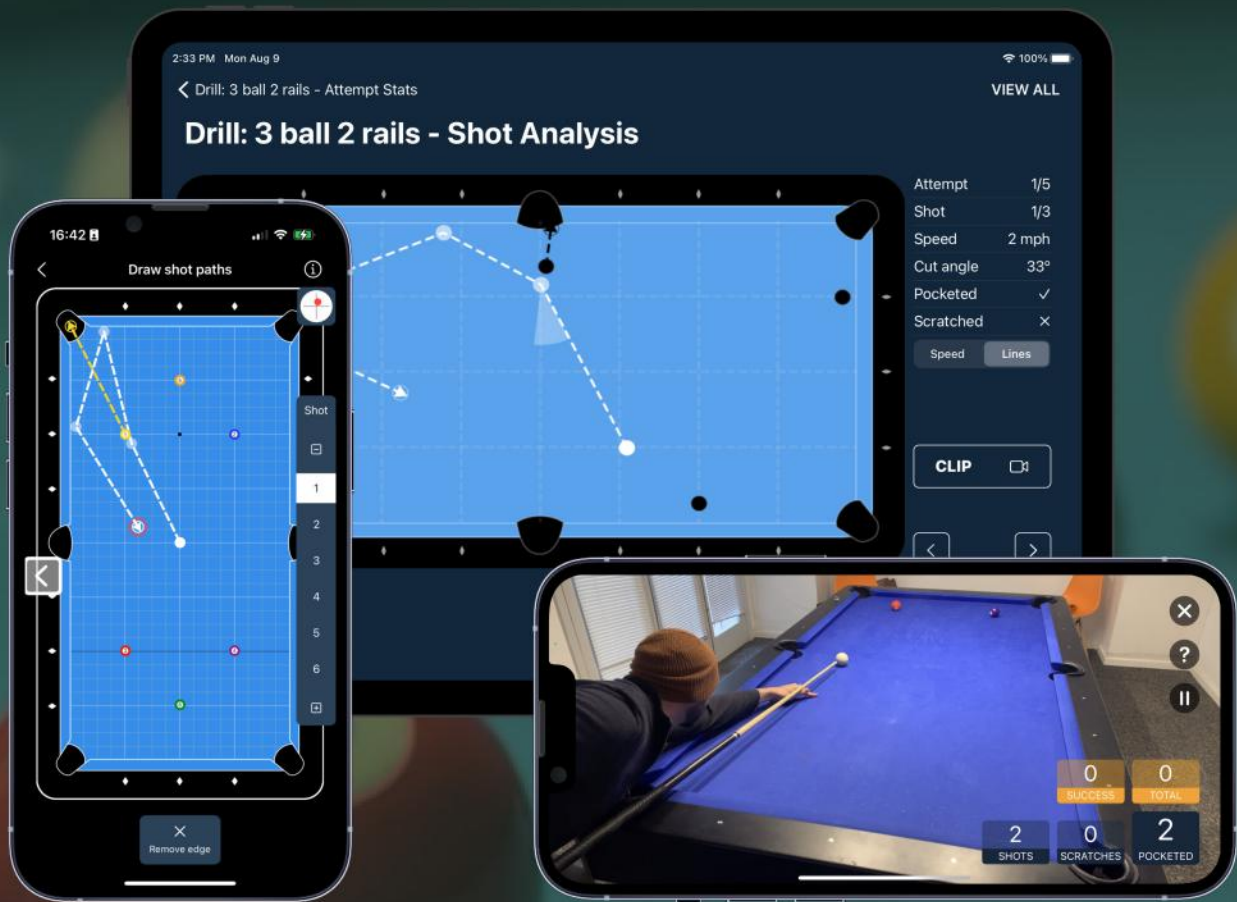 2:33 PM Mon Aug 9
100%
Drill: 3 ball 2 rails - Attempt Stats
VIEW ALL
Drill: 3 ball 2 rails - Shot Analysis
Attempt 1/5
Shot 1/3
Speed 2 mph
Cut angle 33º
Pocketed
Scratched
Speed Lines
CLIP
16:42
Draw shot paths
Shot
1
2
3
4
5
6
Remove edge
?
0
SUCCESS
0
TOTAL
2
SHOTS
0
SCRATCHES
2
POCKETED